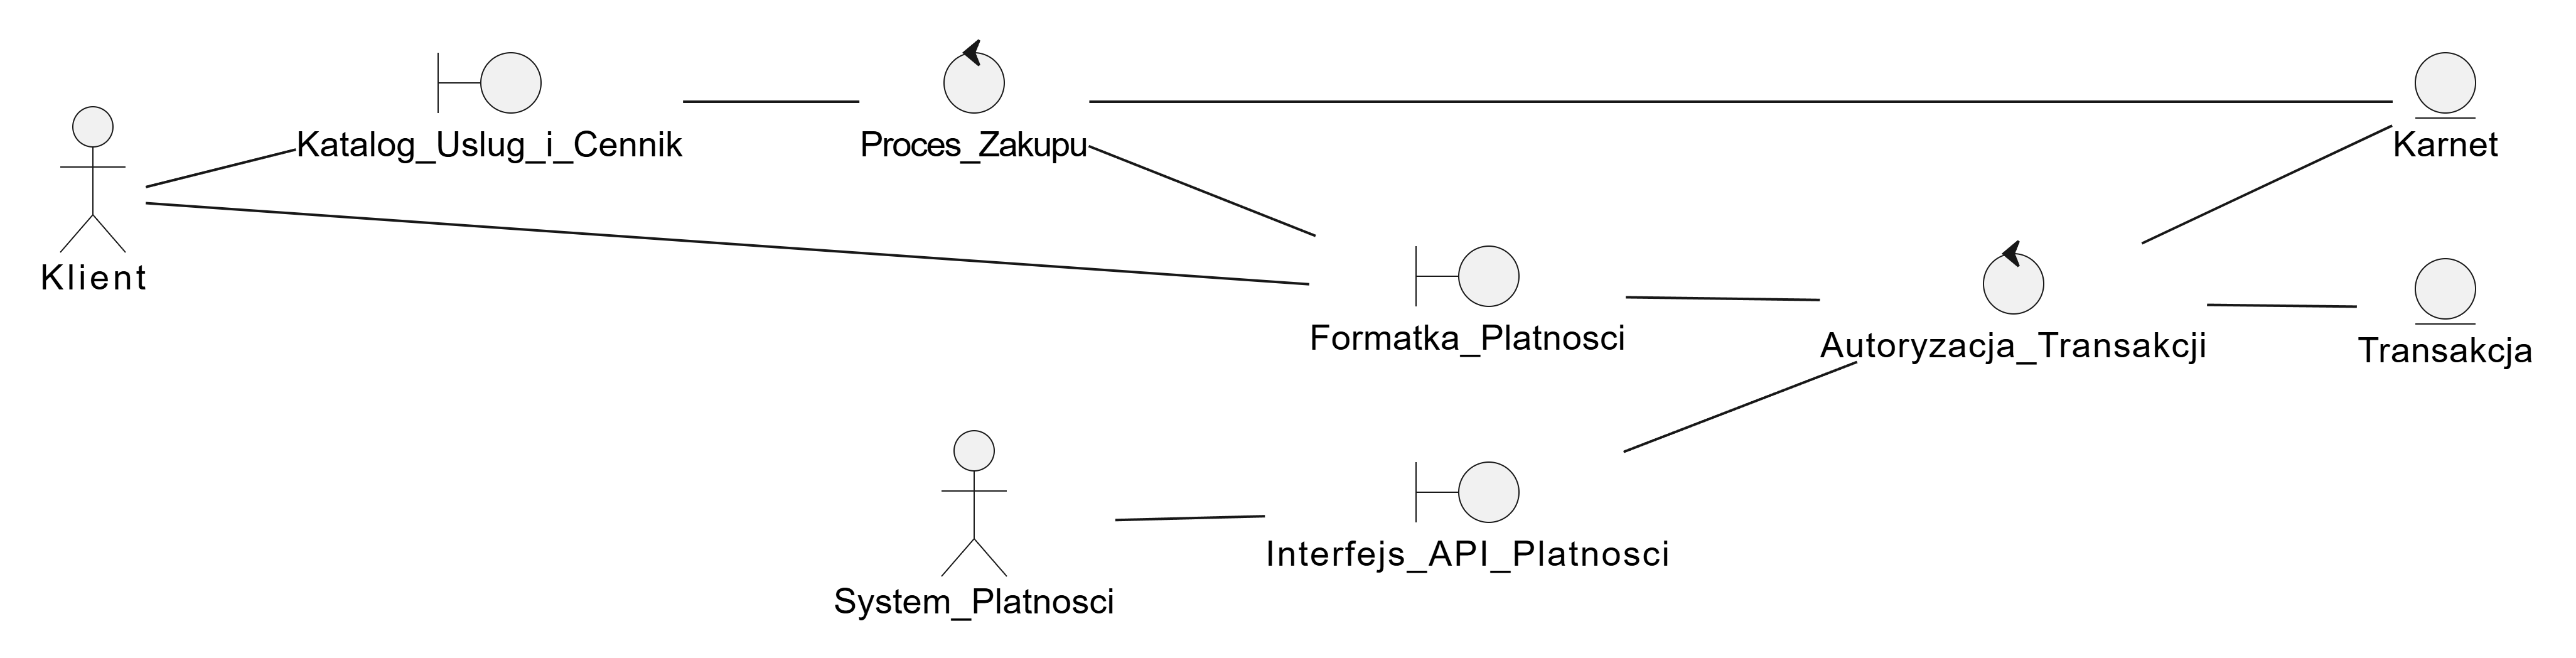 Katalog_Uslug_i_Cennik
Proces_Zakupu
Karnet
Klient
Formatka_Platnosci
Autoryzacja_Transakcji
Transakcja
Interfejs_API_Platnosci
System_Platnosci